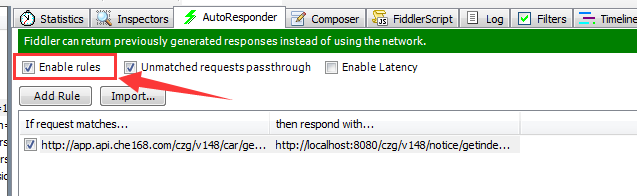 Statistics Inspectors AutoResponder Composer FiddlerScript Log Filters Timeline
Fiddler can return previously generated responses instead of using the network.
Enable rules Unmatched requests passthrough Enable Latency
Add Rule Import...
If request matches... then respond with...
http://app.api.che168.com/czg/v148/car/ge... http://localhost:8080/czg/v148/notice/getinde...